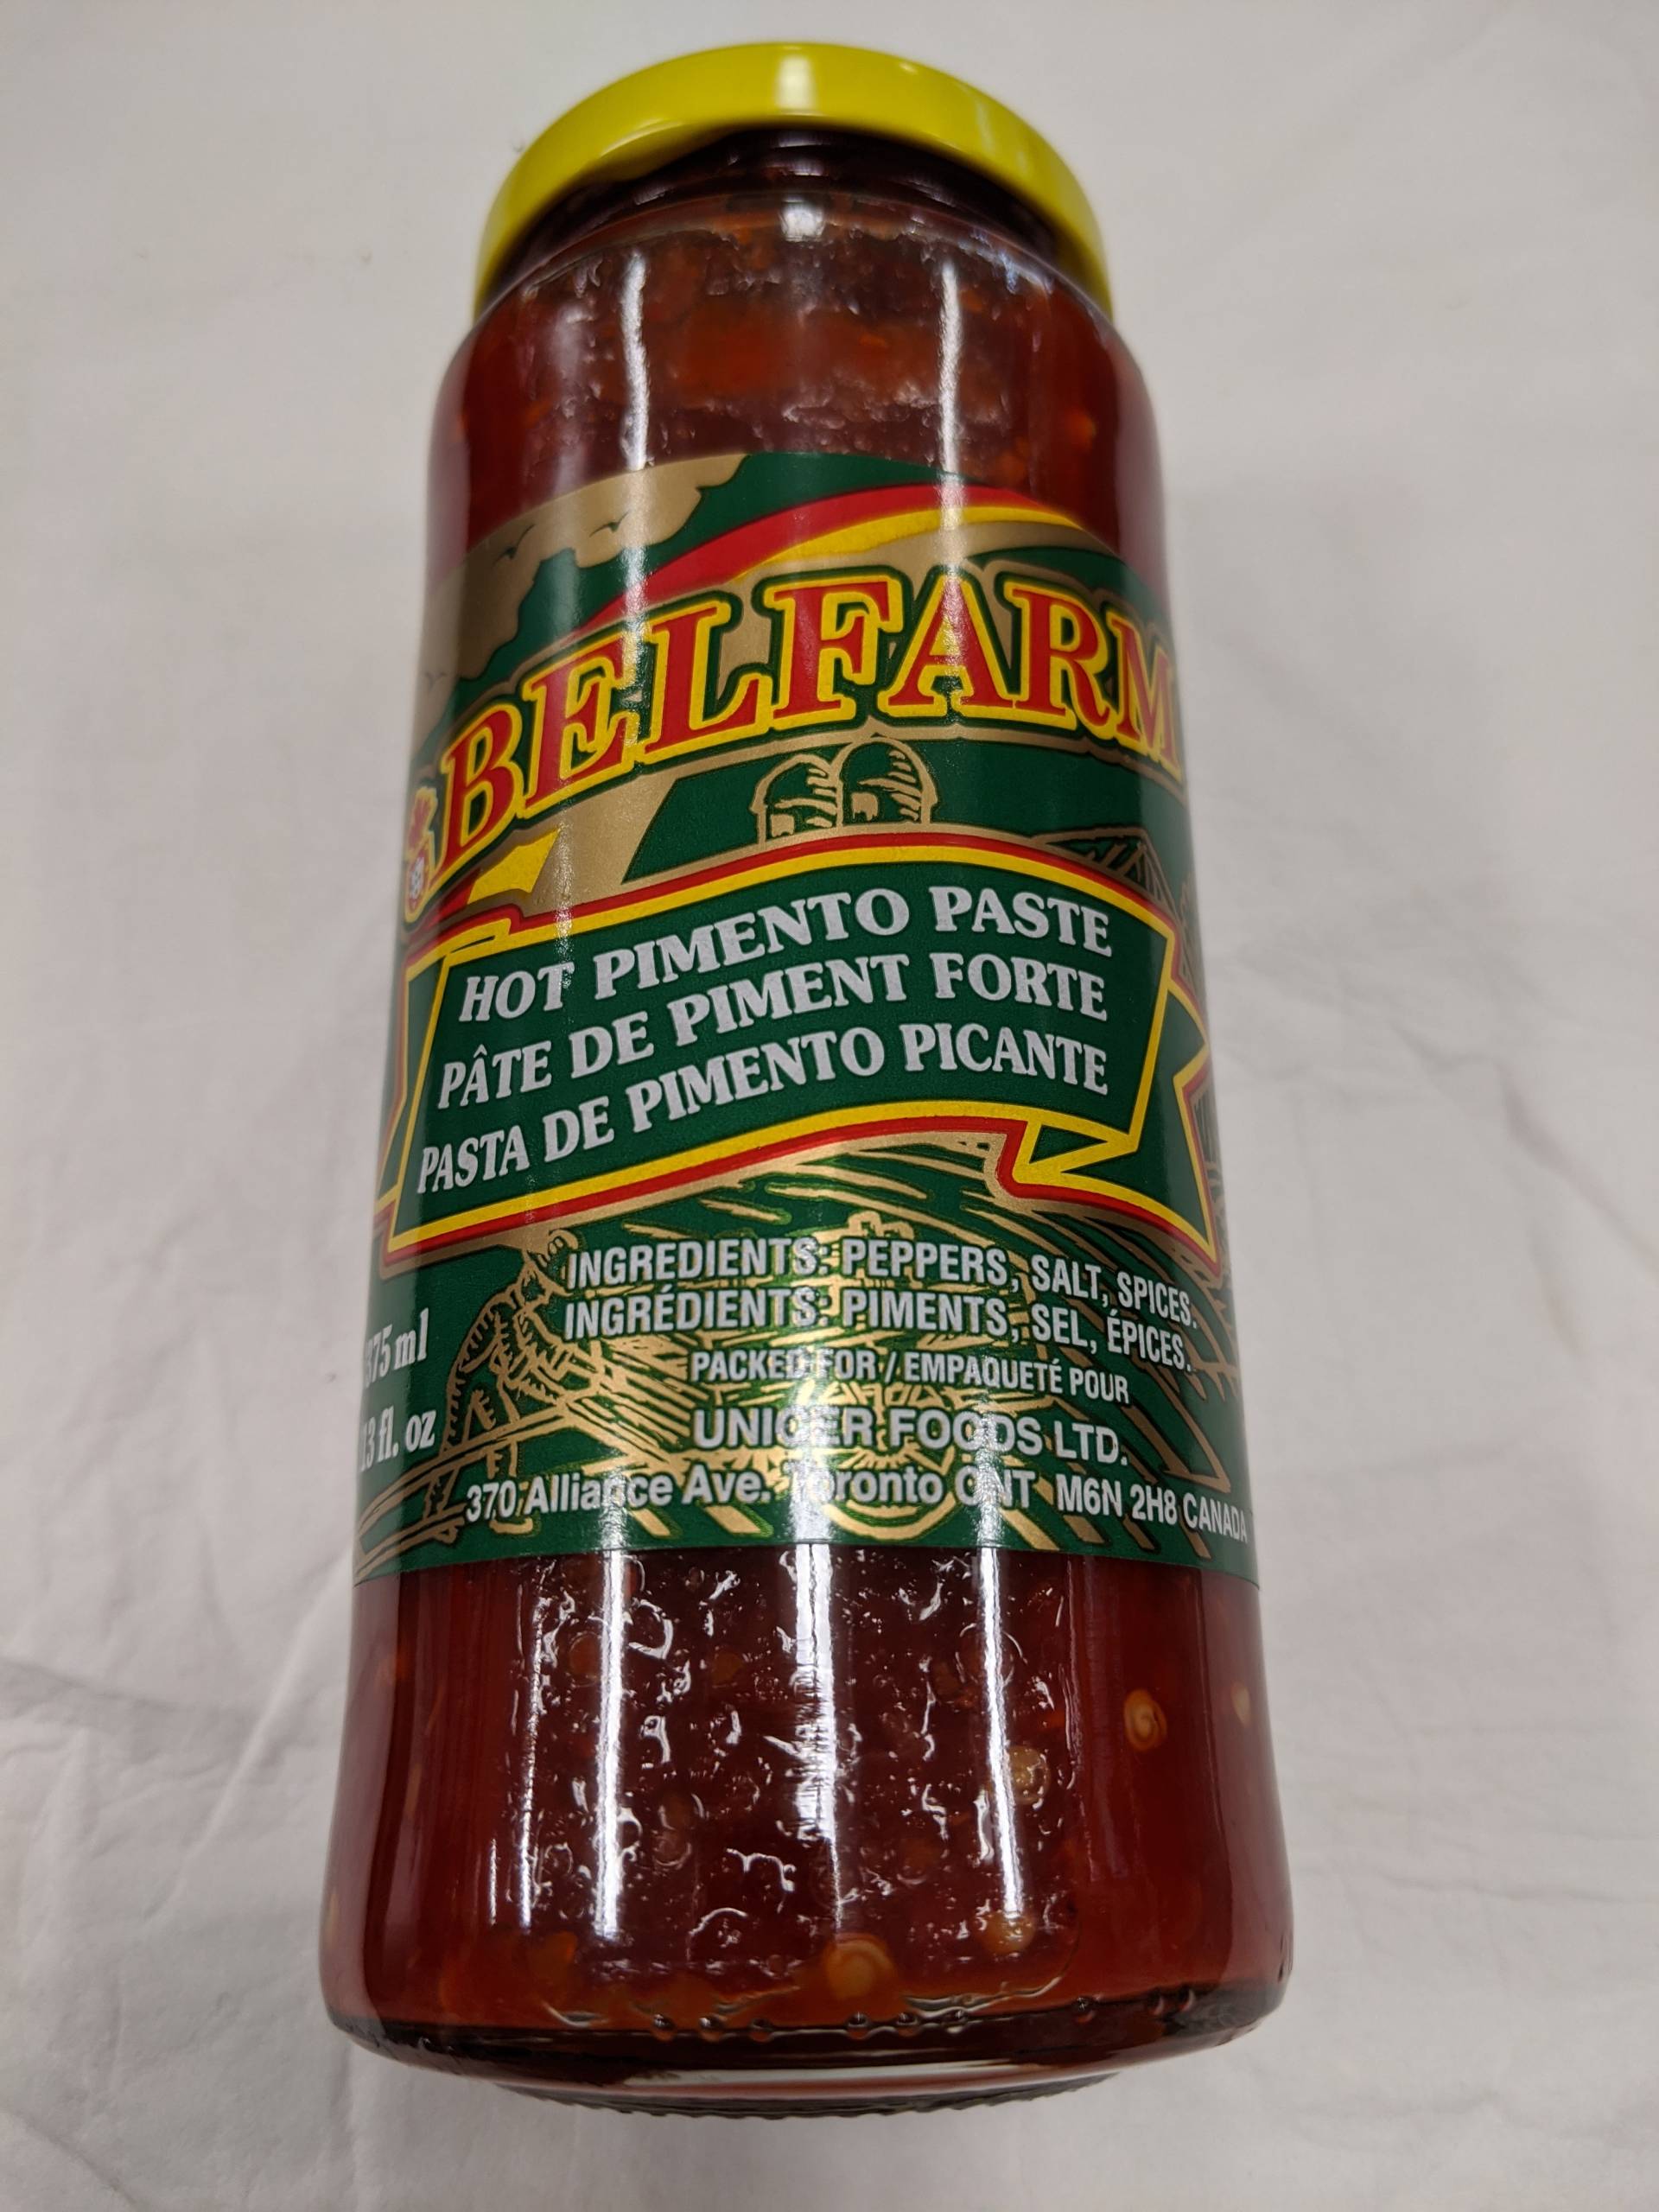 BELFARM
HOT PIMENTO PASTE
PÂTE DE PIMENT FORTE
PASTA DE PIMENTO PICANTE
INGREDIENTS: PEPPERS, SALT, SPICES.
INGRÉDIENTS: PIMENTS, SEL, ÉPICES.
375 ml
13 fl. oz
PACKED FOR / EMPAQUETÉ POUR
UNICER FOODS LTD.
370 Alliance Ave. Toronto ONT M6N 2H8 CANADA